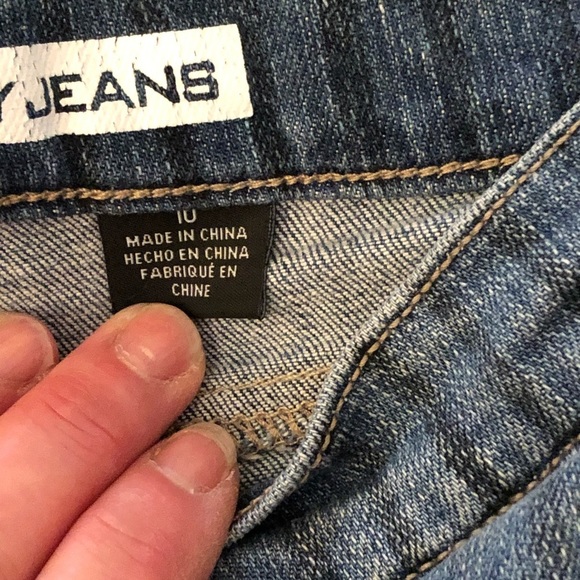 Y JEANS
10
MADE IN CHINA
HECHO EN CHINA
FABRIQUÉ EN
CHINE